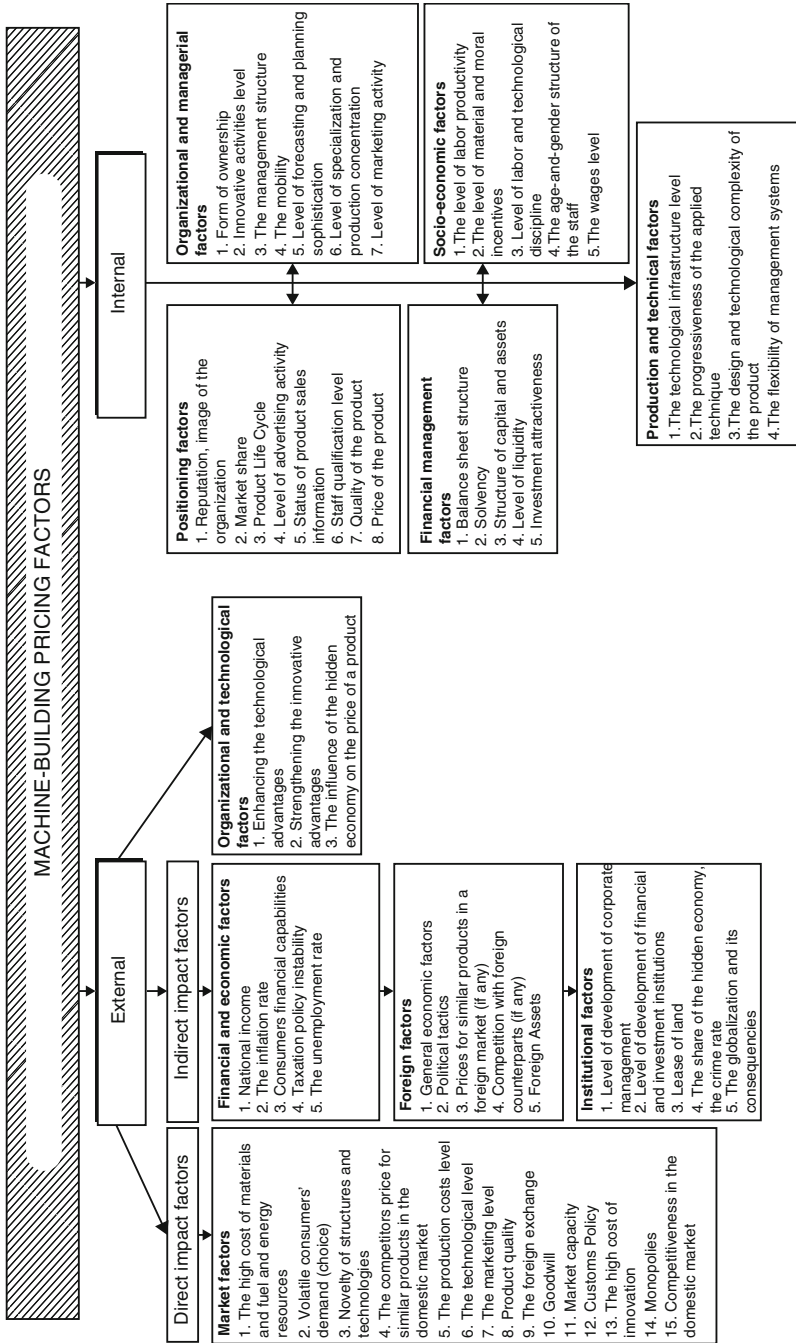 MACHINE-BUILDING PRICING FACTORS
External
Direct impact factors
Market factors
1. The high cost of materials
and fuel and energy
resources
2. Volatile consumers'
demand (choice)
3. Novelty of structures and
technologies
4. The competitors price for
similar products in the
domestic market
5. The production costs level
6. The technological level
7. The marketing level
8. Product quality
9. The foreign exchange
10. Goodwill
11. Market capacity
12. Customs Policy
13. The high cost of
innovation
14. Monopolies
15. Competitiveness in the
domestic market
Indirect impact factors
Financial and economic factors
1. National income
2. The inflation rate
3. Consumers financial capabilities
4. Taxation policy instability
5. The unemployment rate
Foreign factors
1. General economic factors
2. Political tactics
3. Prices for similar products in a
foreign market (if any)
4. Competition with foreign
counterparts (if any)
5. Foreign Assets
Institutional factors
1. Level of development of corporate
management
2. Level of development of financial
and investment institutions
3. Lease of land
4. The share of the hidden economy,
the crime rate
5. The globalization and its
consequencies
Organizational and technological
factors
1. Enhancing the technological
advantages
2. Strengthening the innovative
advantages
3. The influence of the hidden
economy on the price of a product
Internal
Positioning factors
1. Reputation, image of the
organization
2. Market share
3. Product Life Cycle
4. Level of advertising activity
5. Status of product sales
information
6. Staff qualification level
7. Quality of the product
8. Price of the product
Organizational and managerial
factors
1. Form of ownership
2. Innovative activities level
3. The management structure
4. The mobility
5. Level of forecasting and planning
sophistication
6. Level of specialization and
production concentration
7. Level of marketing activity
Financial management
factors
1. Balance sheet structure
2. Solvency
3. Structure of capital and assets
4. Level of liquidity
5. Investment attractiveness
Socio-economic factors
1. The level of labor productivity
2. The level of material and moral
incentives
3. Level of labor and technological
discipline
4. The age-and-gender structure of
the staff
5. The wages level
Production and technical factors
1. The technological infrastructure level
2. The progressiveness of the applied
technique
3. The design and technological complexity of
the product
4. The flexibility of management systems